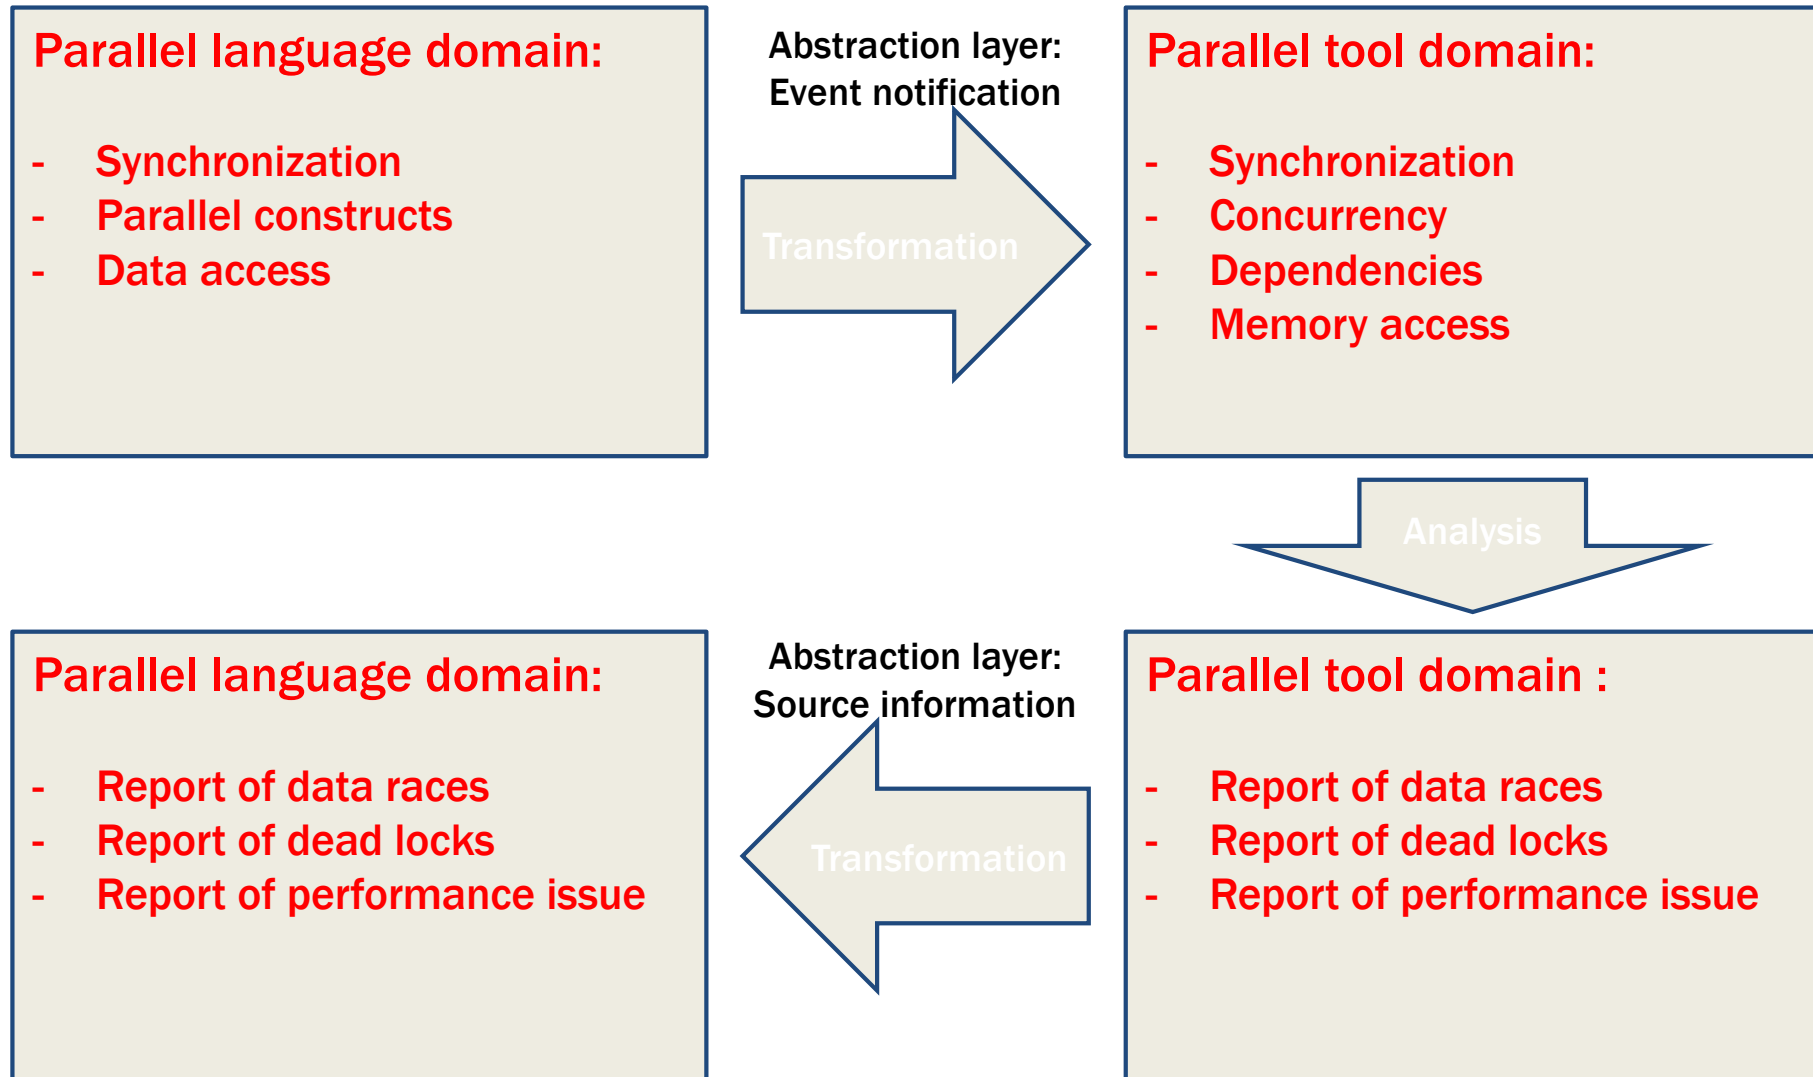 Parallel language domain:
- Synchronization
- Parallel constructs
- Data access
Abstraction layer:
Event notification
Transformation
Parallel tool domain:
- Synchronization
- Concurrency
- Dependencies
- Memory access
Analysis
Parallel language domain:
- Report of data races
- Report of dead locks
- Report of performance issue
Abstraction layer:
Source information
Transformation
Parallel tool domain :
- Report of data races
- Report of dead locks
- Report of performance issue